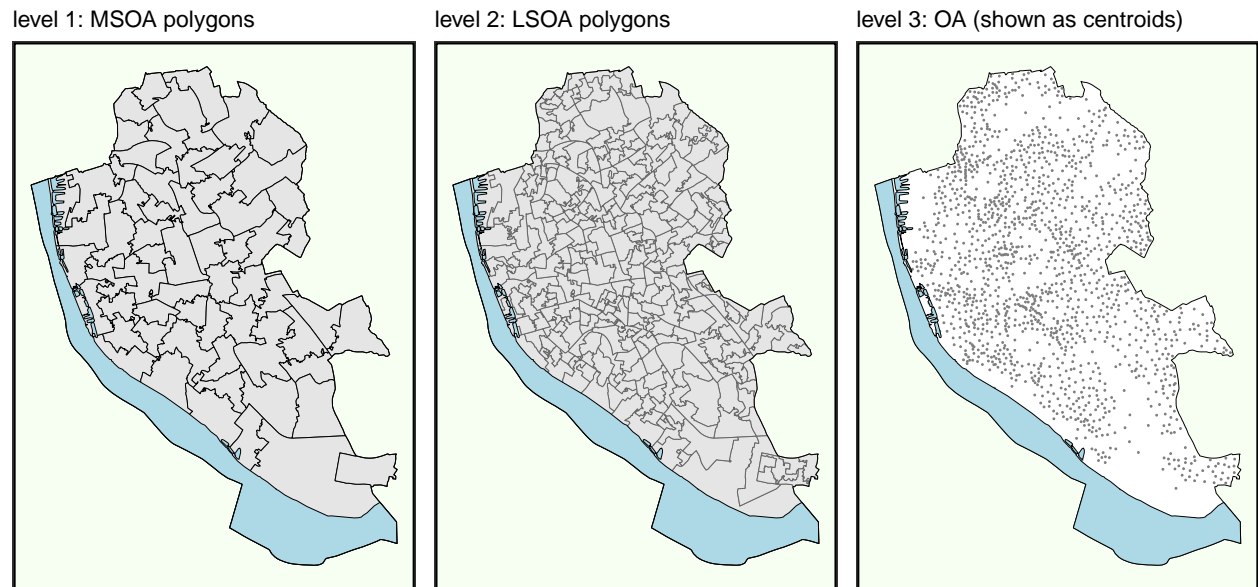 level 1: MSOA polygons
level 2: LSOA polygons
level 3: OA (shown as centroids)